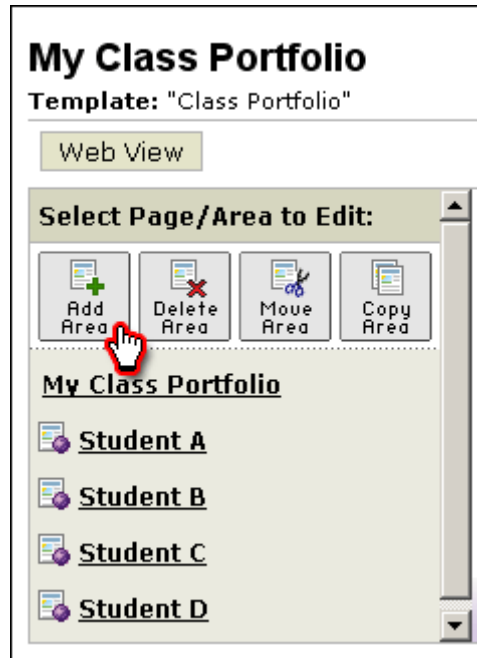 My Class Portfolio
Template: "Class Portfolio"
Web View
Select Page/Area to Edit:
Add Area
Delete Area
Move Area
Copy Area
My Class Portfolio
Student A
Student B
Student C
Student D